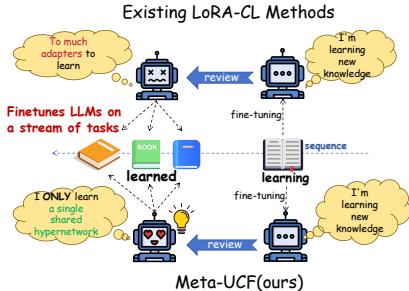 Existing LoRA-CL Methods
To much
adapters to
learn
I'm
learning
new
knowledge
review
Finetunes LLMs on
a stream of tasks
fine-tuning
BOOK
sequence
learned
learning
fine-tuning
I ONLY learn
a single
shared
hypernetwork
I'm
learning
new
knowledge
review
Meta-UCF(ours)